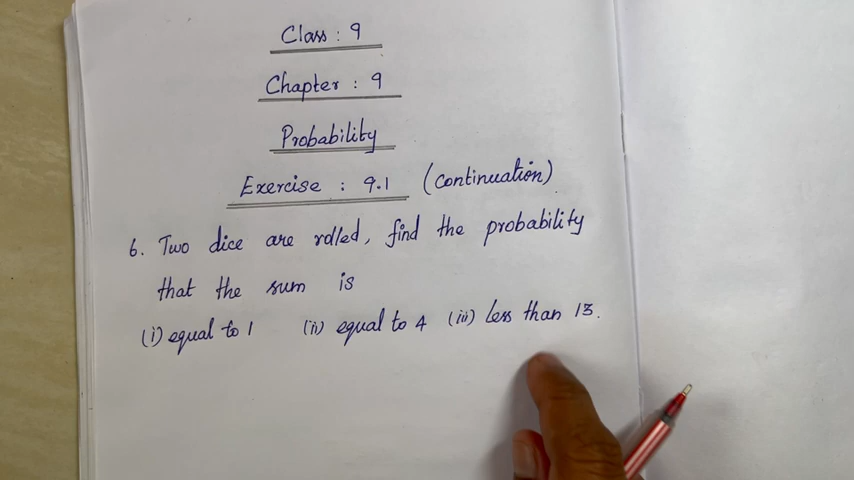 Class : 9
Chapter : 9
Probability
Exercise : 9.1 (continuation)
6. Two dice are rolled, find the probability
that the sum is
(i) equal to 1 (ii) equal to 4 (iii) less than 13.